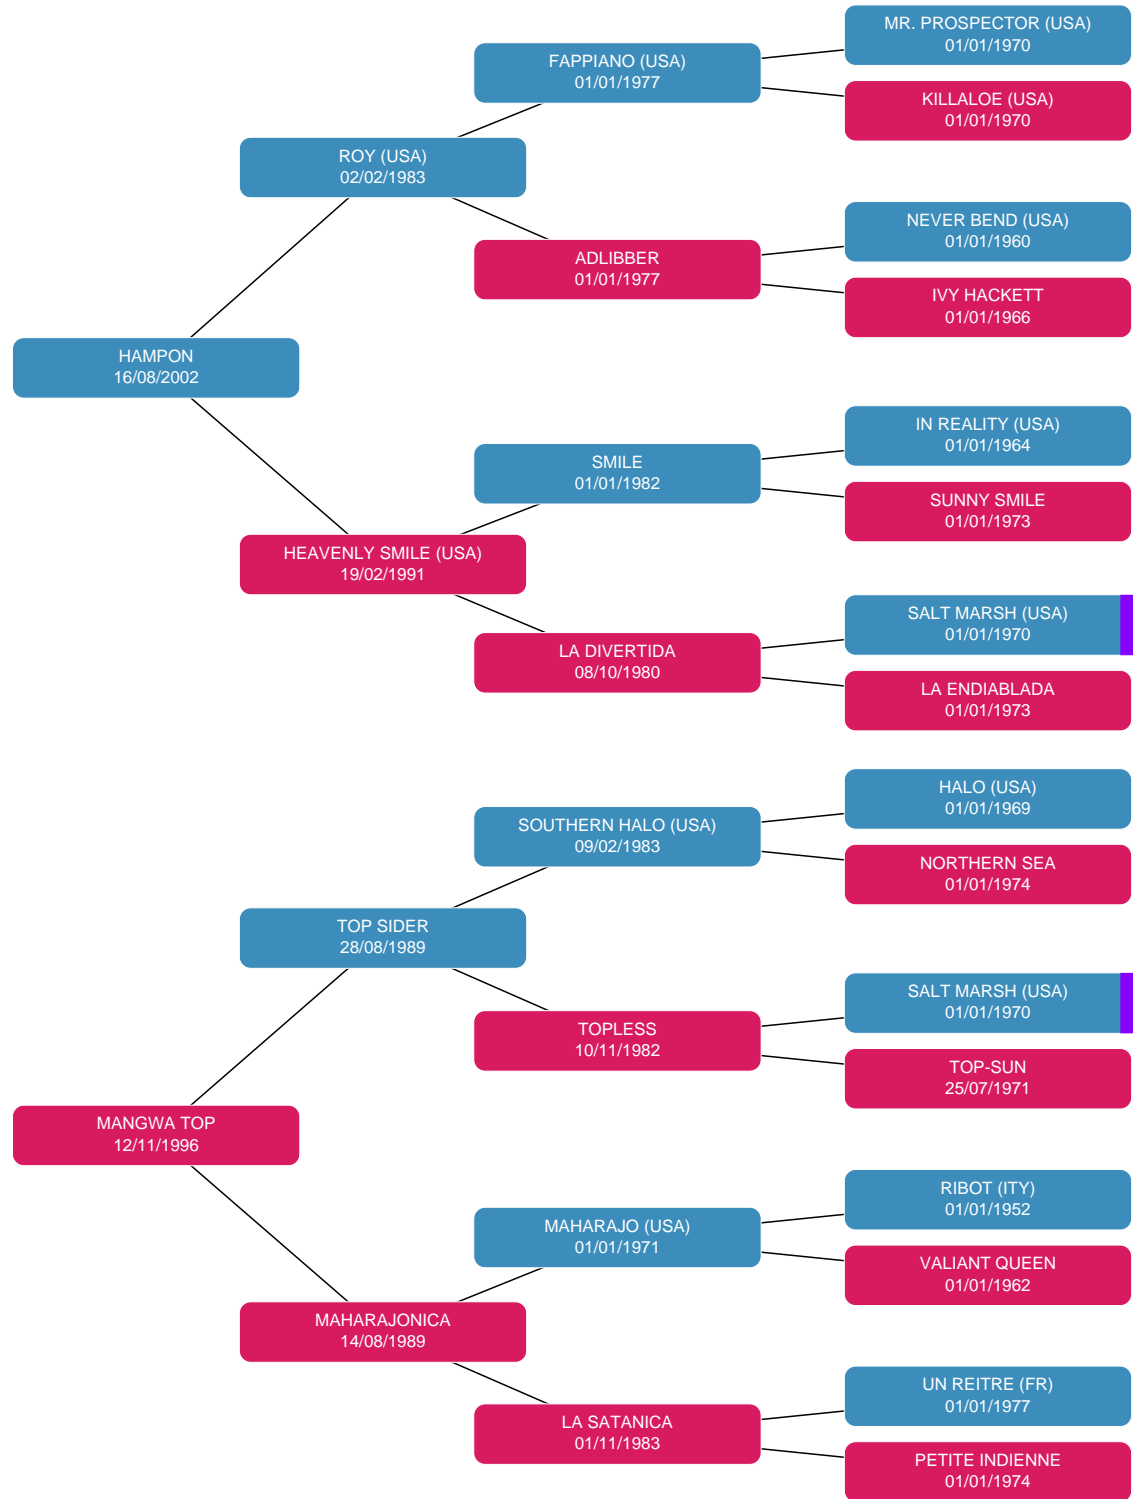 MR. PROSPECTOR (USA)
01/01/1970
FAPPIANO (USA)
01/01/1977
KILLALOE (USA)
01/01/1970
ROY (USA)
02/02/1983
NEVER BEND (USA)
01/01/1960
ADLIBBER
01/01/1977
IVY HACKETT
01/01/1966
HAMPON
16/08/2002
IN REALITY (USA)
01/01/1964
SMILE
01/01/1982
SUNNY SMILE
01/01/1973
HEAVENLY SMILE (USA)
19/02/1991
SALT MARSH (USA)
01/01/1970
LA DIVERTIDA
08/10/1980
LA ENDIABLADA
01/01/1973
HALO (USA)
01/01/1969
SOUTHERN HALO (USA)
09/02/1983
NORTHERN SEA
01/01/1974
TOP SIDER
28/08/1989
SALT MARSH (USA)
01/01/1970
TOPLESS
10/11/1982
TOP-SUN
25/07/1971
MANGWA TOP
12/11/1996
RIBOT (ITY)
01/01/1952
MAHARAJO (USA)
01/01/1971
VALIANT QUEEN
01/01/1962
MAHARAJONICA
14/08/1989
UN REITRE (FR)
01/01/1977
LA SATANICA
01/11/1983
PETITE INDIENNE
01/01/1974